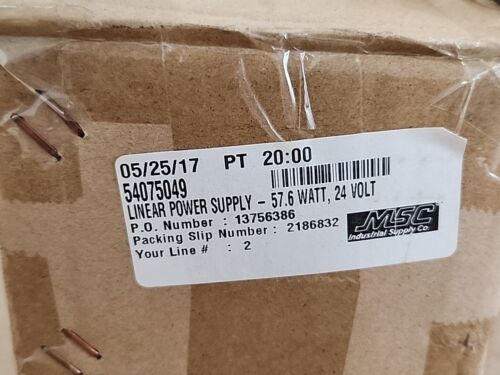 05/25/17 PT 20:00
54075049
LINEAR POWER SUPPLY - 57.6 WATT, 24 VOLT
P.O. Number : 13756386
Packing Slip Number : 2186832
Your Line # : 2
MSC
Industrial Supply Co.